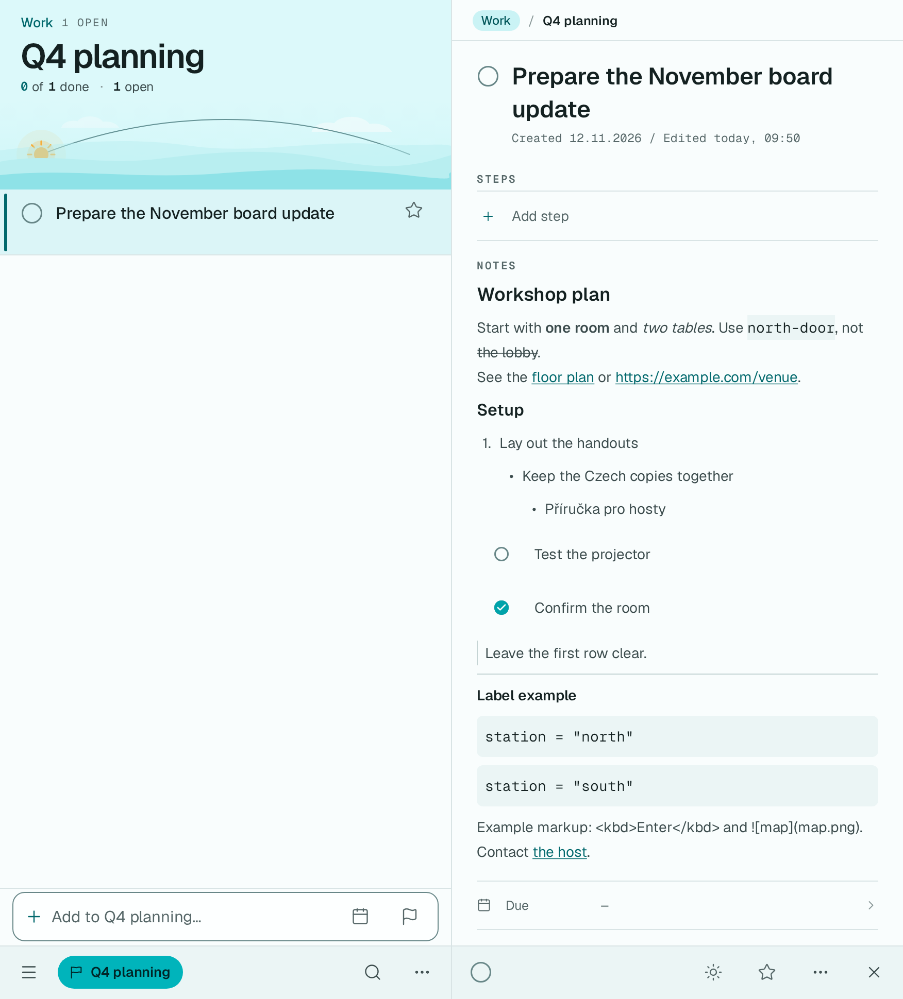 Work 1 OPEN
Q4 planning
0 of 1 done · 1 open
Prepare the November board update
Add to Q4 planning...
Q4 planning
Work / Q4 planning
Prepare the November board
update
Created 12.11.2026 / Edited today, 09:50
STEPS
Add step
NOTES
Workshop plan
Start with one room and two tables. Use north-door, not
the lobby.
See the floor plan or https://example.com/venue.
Setup
1. Lay out the handouts
• Keep the Czech copies together
• Příručka pro hosty
Test the projector
Confirm the room
Leave the first row clear.
Label example
station = "north"
station = "south"
Example markup: <kbd>Enter</kbd> and ![map](map.png).
Contact the host.
Due –